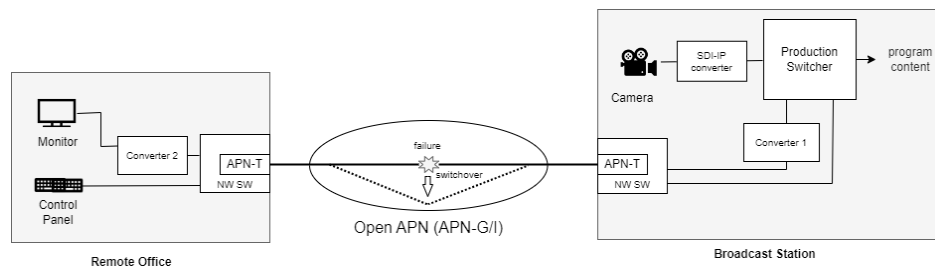 Monitor
Converter 2
APN-T
NW SW
Control
Panel
Remote Office
failure
switchover
Open APN (APN-G/I)
Camera
SDI-IP
converter
Production
Switcher
program
content
Converter 1
APN-T
NW SW
Broadcast Station